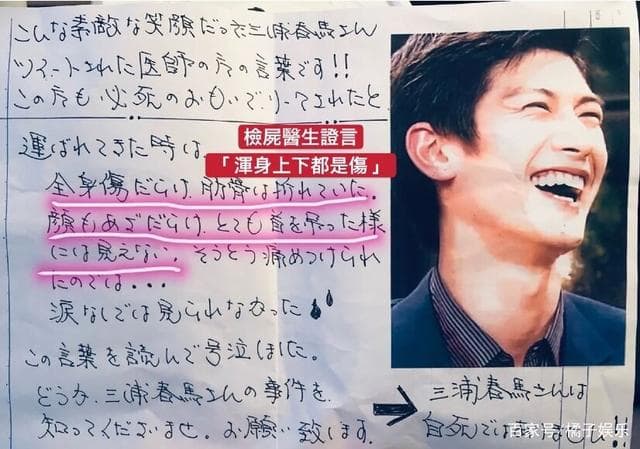 こんな素敵な笑顔だった三浦春馬さん
ツイートされた医師の方の言葉です!!
この方も必死のおもいでリークされたと
檢屍醫生證言
「渾身上下都是傷」
運ばれてきた時は
全身傷だらけ、肋骨は折れていた。
顔もあざだらけ、とても首を吊った様
には見えない。そうとう痛めつけられ
たのでは...
涙なしでは見られなかった
この言葉を読んで号泣しました。
どうか、三浦春馬さんの事件を
知ってくださいませ。お願い致します。
→ 三浦春馬さんは
自死では !!
百家号/橘子娱乐